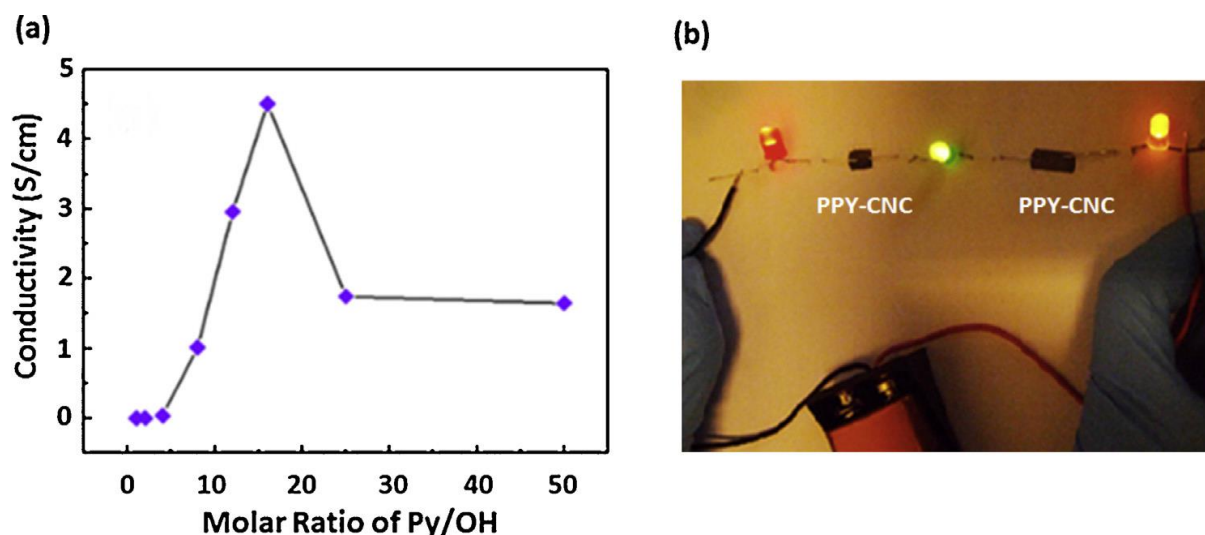 (a)
5
4
3
2
1
0
Conductivity (S/cm)
0 10 20 30 40 50
Molar Ratio of Py/OH
(b)
PPY-CNC PPY-CNC